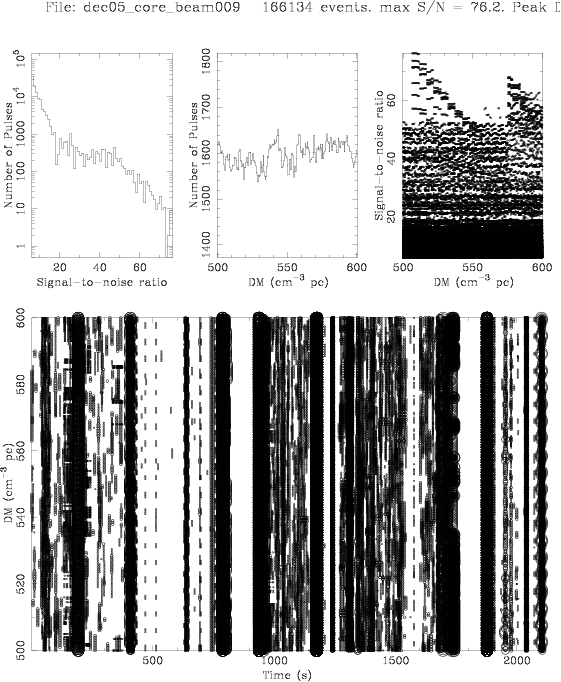 File: dec05_core_beam009 166134 events. max S/N = 76.2. Peak D
Number of Pulses
1 10 100 1000 10^4 10^5
20 40 60
Signal-to-noise ratio
Number of Pulses
1400 1500 1600 1700 1800
500 550 600
DM (cm^-3 pc)
Signal-to-noise ratio
20 40 60
500 550 600
DM (cm^-3 pc)
DM (cm^-3 pc)
500 520 540 560 580 600
500 1000 1500 2000
Time (s)